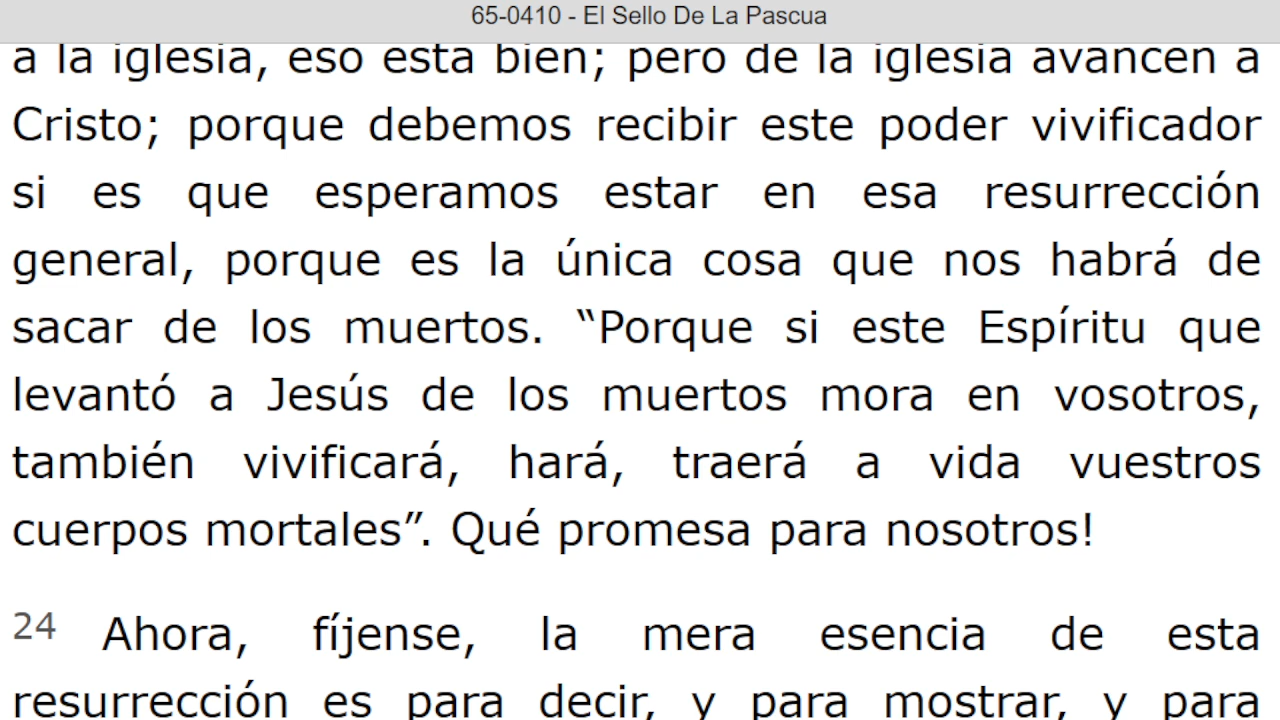 65-0410 - El Sello De La Pascua
a la iglesia, eso está bien; pero de la iglesia avancen a
Cristo; porque debemos recibir este poder vivificador
si es que esperamos estar en esa resurrección
general, porque es la única cosa que nos habrá de
sacar de los muertos. “Porque si este Espíritu que
levantó a Jesús de los muertos mora en vosotros,
también vivificará, hará, traerá a vida vuestros
cuerpos mortales”. Qué promesa para nosotros!
24 Ahora, fíjense, la mera esencia de esta
resurrección es para decir, y para mostrar, y para